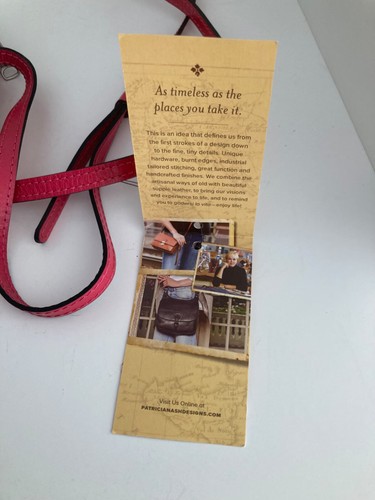 As timeless as the
places you take it.
This is an idea that defines us from
the first strokes of a design down
to the fine, tiny details. Unique
hardware, burnt edges, industrial
tailored stitching, great function and
handcrafted finishes. We combine the
artisanal ways of old with beautiful
supple leather, to bring our visions
and experience to life, and to remind
you to pause to also—enjoy life!
Visit Us Online at
PATRICIANASHDESIGNS.COM